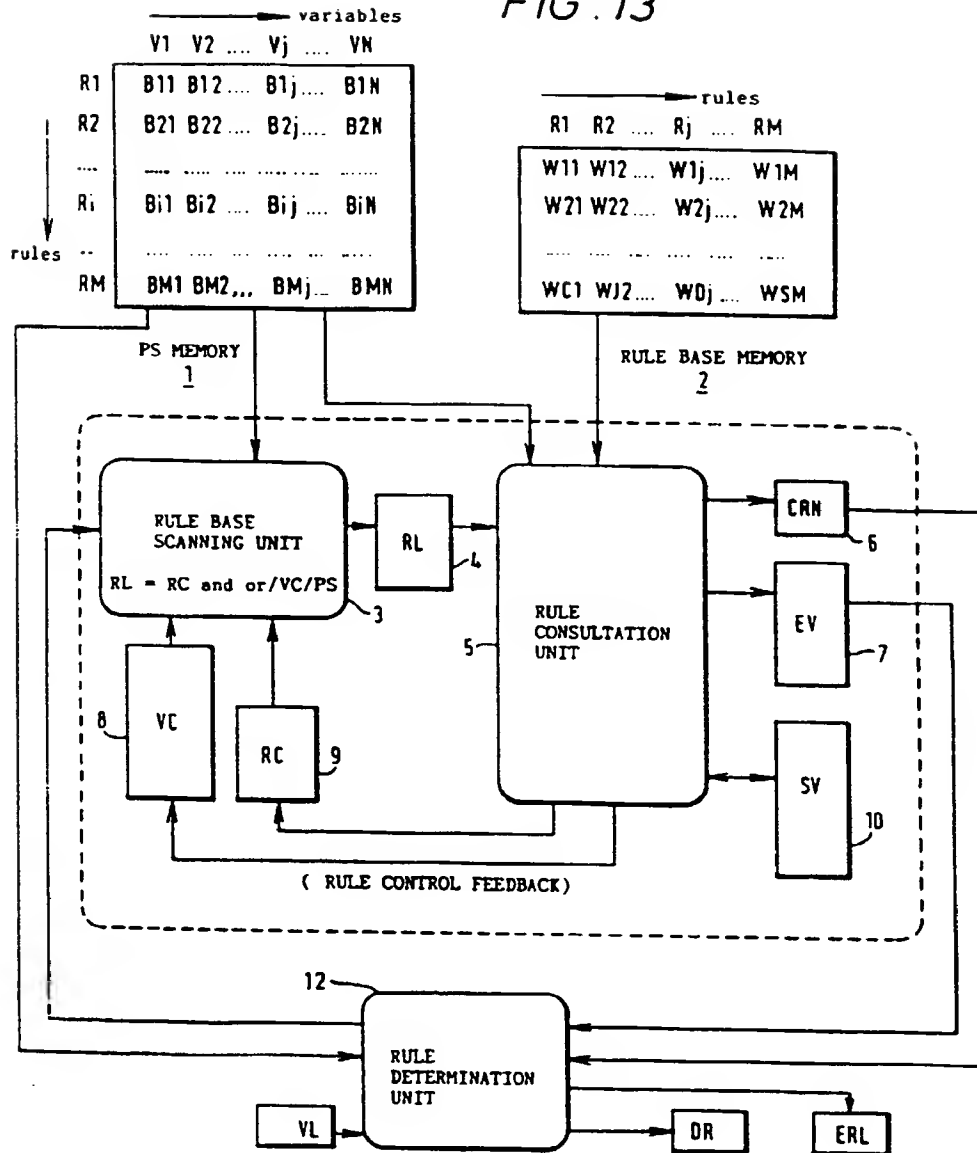 FIG. 13
variables
V1 V2 .... Vj .... VN
R1 B11 B12 .... B1j .... B1N
R2 B21 B22 .... B2j .... B2N
.... ..... ..... .... ..... .......
Ri Bi1 Bi2 .... Bij .... BiN
rules .. .... .... .... .... .....
RM BM1 BM2 ,,, BMj ... BMN
PS MEMORY
1
rules
R1 R2 .... Rj .... RM
W11 W12 .... W1j .... W1M
W21 W22 .... W2j .... W2M
.... .... .... .... .... ....
WC1 WJ2 .... WDj .... WSM
RULE BASE MEMORY
2
RULE BASE
SCANNING UNIT
RL = RC and or/VC/PS
3
RL
4
RULE
CONSULTATION
UNIT
5
CRN
6
EV
7
VC
8
RC
9
SV
10
( RULE CONTROL FEEDBACK)
12
RULE
DETERMINATION
UNIT
VL
DR
ERL